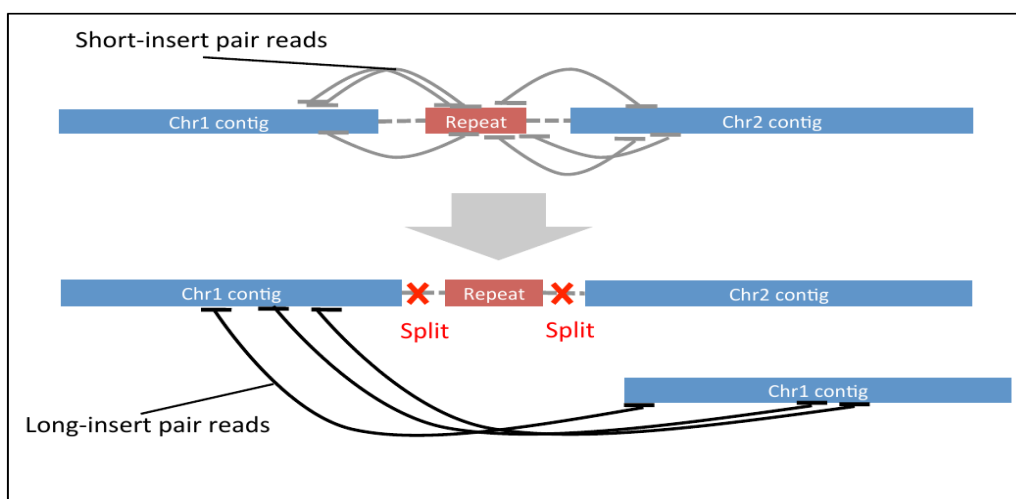 Short-insert pair reads
Chr1 contig
Repeat
Chr2 contig
Chr1 contig
Repeat
Chr2 contig
Split
Split
Chr1 contig
Long-insert pair reads